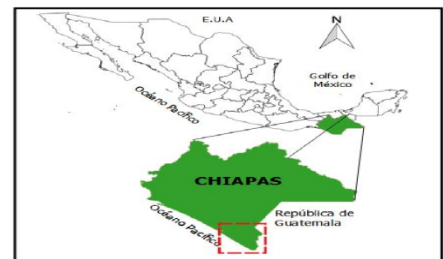 E.U.A
N
Golfo de
México
Océano Pacífico
CHIAPAS
Océano Pacífico
República de
Guatemala